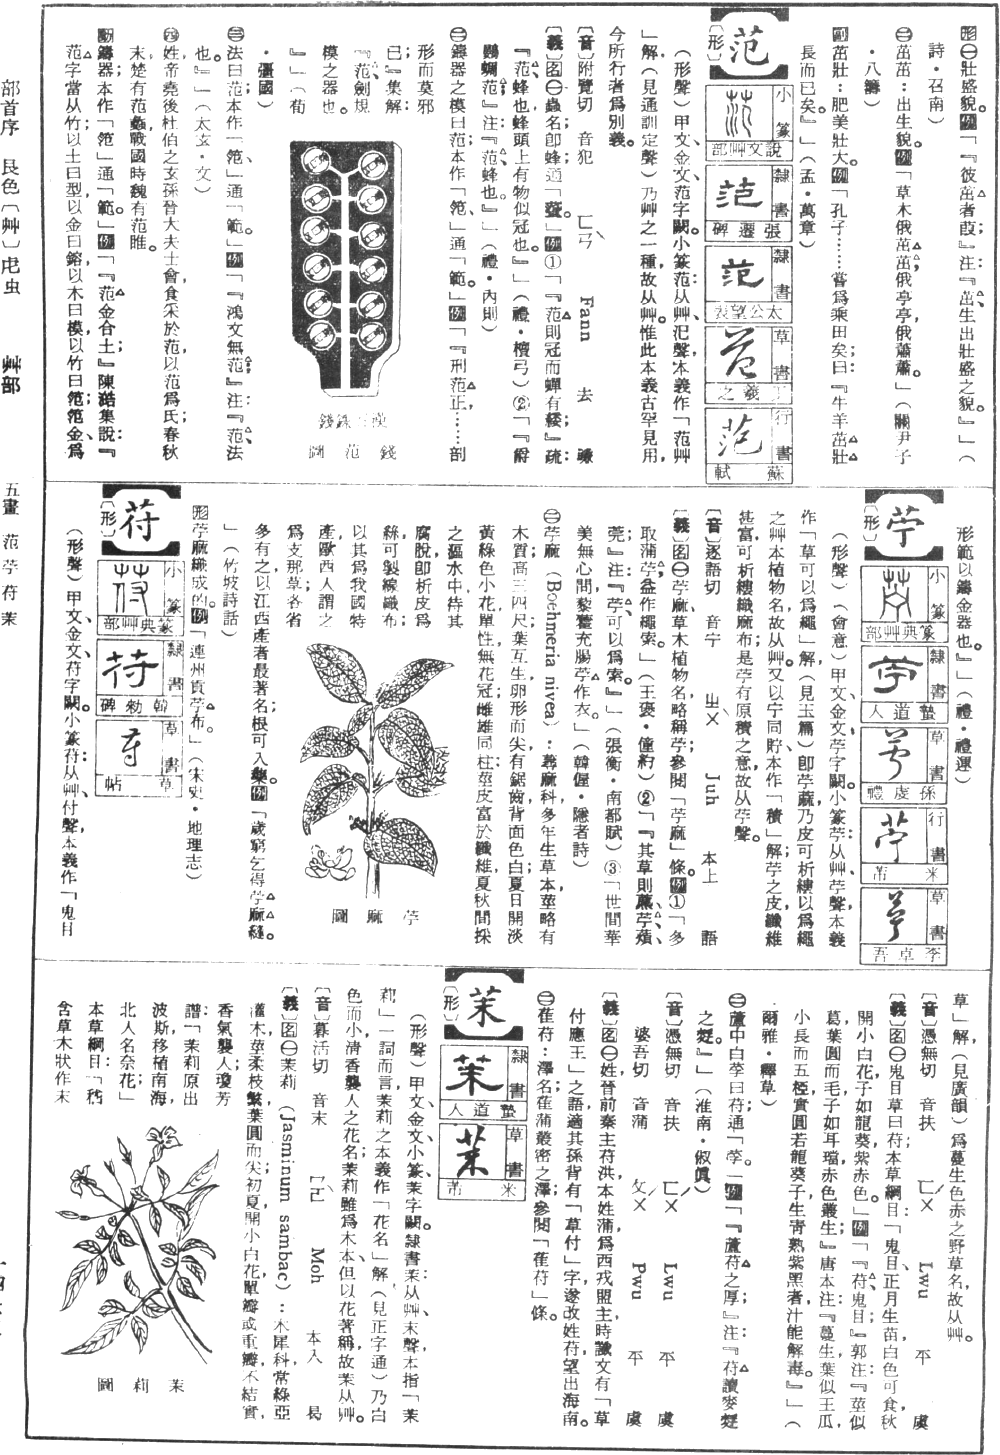 形㊀壯盛貌。例「『彼茁者葭』注：『茁生出壯盛之貌。』」（
詩・召南）
㊁茁茁：出生貌。例「草木俄茁茁，俄亭亭，俄蕭蕭。」（關尹子
・八籌）
副茁壯：肥美壯大。例「孔子……嘗爲乘田矣曰：『牛羊茁壯
長而已矣。』」（孟・萬章）
范
〔形〕
小篆
說文艸部
隸書
張遷碑
隸書
太公望表
草書
王羲之
行書
蘇軾
（形聲）甲文、金文、范字闕。小篆范从艸、氾聲，本義作「范艸
」解，（見通訓定聲）乃艸之一種，故从艸。惟此本義古罕見用，
今所行者爲別義。
〔音〕附覽切 音犯 ㄈㄢˋ Fann 去 豏
〔義〕名㊀蟲名，卽蜂；通「蠭」。例①「『范則冠而蟬有緌』疏：
『范，蜂也，蜂頭上有物似冠也。』」（禮・檀弓）②「『爵
鷃蜩范』注：『范，蜂也。』」（禮・內則）
㊁鑄器之模曰范；本作「笵」，通「範」。例「『刑范正，……剖
形而莫邪
已』集解：
『范，劍規
模之器也。
』」（荀
・彊國）
錢范圖
㊂法曰范；本作「笵」，通「範」。例「『鴻文無范』注：『范，法
也。』」（太玄・文）
㊃姓。帝堯後，杜伯之玄孫晉大夫士會食采於范，以范爲氏；春秋
末，楚有范蠡；戰國時，魏有范雎。
動鑄器；本作「笵」，通「範」。例「『范金合土』陳澔集說：『
范字當从竹；以土曰型，以金曰鎔，以木曰模，以竹曰笵。笵金，爲
形範以鑄金器也。』」（禮・禮運）
苧
〔形〕
小篆
篆典艸部
隸書
蟄道人
草書
孫虔禮
行書
米芾
草書
李卓吾
（形聲）（會意）甲文、金文、苧字闕。小篆苧：从艸、苧聲，本義
作「草可以爲繩」解，（見玉篇）卽苧蔴，乃皮可析縷以爲繩
之艸本植物名，故从艸。又以宁同貯，本作「積」解；苧之皮纖維
甚富，可析縷織麻布；是苧有原積之意，故从苧聲。
〔音〕逐語切 音宁 ㄓㄨˋ Juh 本上 語
〔義〕名㊀苧麻，草木植物名，略稱苧；參閱「苧麻」條。例①「多
取蒲苧，益作繩索。」（王褒・僮約）②「『其草則藨、苧、薠、
莞』注：『苧，可以爲索。』」（張衡・南都賦）③「世間華
美無心問，藜藿充腸苧作衣。」（韓偓・隱者詩）
㊁苧麻（Boehmeria nivea）：蕁麻科，多年生草本，莖略有
木質，高三四尺，葉互生，卵形而尖，有鋸齒，背面色白；夏日開淡
黃綠色小花，單性，無花冠，雌雄同柱；莖皮富於纖維，夏秋間採
之，漚水中，待其
腐脫，卽析皮爲
絲，可製線織布；
以其爲我國特
產，歐西人謂之
爲支那草；各省
多有之，以江西產者最著名；根可入藥。例「歲窮乞得苧麻縫。
」（竹坡詩話）
苧麻圖
形苧麻織成的。例「連州貢苧布。」（宋史・地理志）
苻
〔形〕
小篆
篆典艸部
隸書
韓勑碑
草書
草帖
（形聲）甲文、金文、苻字闕。小篆苻：从艸、付聲，本義作「鬼目
草」解，（見廣韻）爲蔓生色赤之野草名，故从艸。
〔音〕憑無切 音扶 ㄈㄨˊ Lwu 平 虞
〔義〕名㊀鬼目草曰苻；本草綱目：「鬼目，正月生苗，白色可食，秋
開小白花，子如龍葵，紫赤色。」例「『苻，鬼目』郭注：『莖似
葛，葉圓而毛，子如耳璫，赤色叢生；』唐本注：『蔓生，葉似王瓜，
小長而五椏，實圓若龍葵，子生靑熟紫黑者，汁能解毒。』」（
爾雅・釋草）
㊁蘆中白莩曰苻；通「莩」。例「『蘆苻之厚』注：『苻讀麥䴸
之䴸。』」（淮南・俶眞）
〔音〕憑無切 音扶 ㄈㄨˊ Lwu 平 虞
婆吾切 音蒲 ㄆㄨˊ Pwu 平 虞
〔義〕名㊀姓。晉前秦主苻洪，本姓蒲，爲西戎盟主，時讖文有「草
付應王」之語，適其孫背有「草付」字，遂改姓苻，望出海南。
㊁萑苻：澤名，萑蒲叢密之澤；參閱「萑苻」條。
茉
〔形〕
隸書
蟄道人
草書
米芾
（形聲）甲文、金文、小篆、茉字闕。隸書茉：从艸、末聲，本指「茉
莉」一詞而言，茉莉之本義作「花名」解，（見正字通）乃白
色而小，淸香襲人之花名；茉莉雖爲木本，但以花著稱，故茉从艸。
〔音〕慕活切 音末 ㄇㄛˋ Moh 本入 曷
〔義〕名㊀茉莉（Jasminum sambac）：木犀科，常綠亞
灌木，莖柔枝繁，葉圓而尖，初夏開小白花，單瓣或重瓣，不結實，
香氣襲人；瓊芳
譜：「茉莉原出
波斯，移植南海，
北人名柰花」；
本草綱目：「嵇
含草木狀作末
茉莉圖
部首序 艮色〔艸〕虍虫 艸部 五畫 范苧苻茉